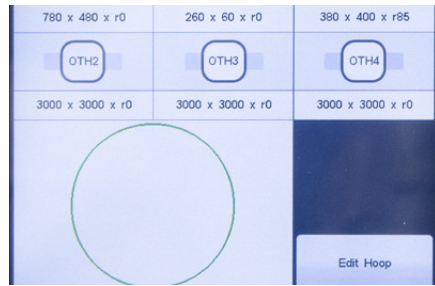 780 x 480 x r0 260 x 60 x r0 380 x 400 x r85
OTH2 OTH3 OTH4
3000 x 3000 x r0 3000 x 3000 x r0 3000 x 3000 x r0
Edit Hoop